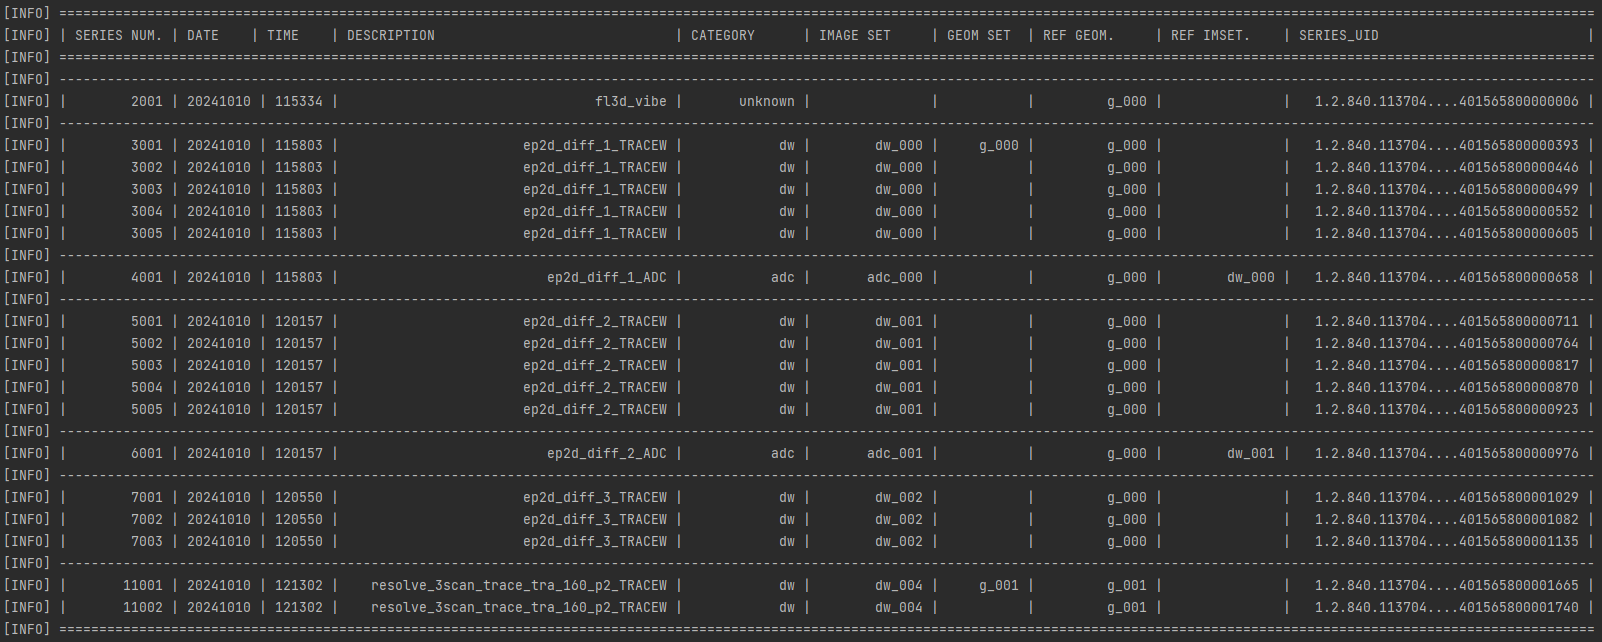 [INFO] ================================================================================================================================================================================================
[INFO] | SERIES NUM. | DATE    | TIME    | DESCRIPTION                              | CATEGORY      | IMAGE SET     | GEOM SET  | REF GEOM.     | REF IMSET.    | SERIES_UID                          |
[INFO] ================================================================================================================================================================================================
[INFO] ------------------------------------------------------------------------------------------------------------------------------------------------------------------------------------------------
[INFO] |        2001 | 20241010 | 115334 |                                fl3d_vibe |       unknown |               |           |         g_000 |               |   1.2.840.113704....401565800000006 |
[INFO] ------------------------------------------------------------------------------------------------------------------------------------------------------------------------------------------------
[INFO] |        3001 | 20241010 | 115803 |                       ep2d_diff_1_TRACEW |            dw |        dw_000 |     g_000 |         g_000 |               |   1.2.840.113704....401565800000393 |
[INFO] |        3002 | 20241010 | 115803 |                       ep2d_diff_1_TRACEW |            dw |        dw_000 |           |         g_000 |               |   1.2.840.113704....401565800000446 |
[INFO] |        3003 | 20241010 | 115803 |                       ep2d_diff_1_TRACEW |            dw |        dw_000 |           |         g_000 |               |   1.2.840.113704....401565800000499 |
[INFO] |        3004 | 20241010 | 115803 |                       ep2d_diff_1_TRACEW |            dw |        dw_000 |           |         g_000 |               |   1.2.840.113704....401565800000552 |
[INFO] |        3005 | 20241010 | 115803 |                       ep2d_diff_1_TRACEW |            dw |        dw_000 |           |         g_000 |               |   1.2.840.113704....401565800000605 |
[INFO] ------------------------------------------------------------------------------------------------------------------------------------------------------------------------------------------------
[INFO] |        4001 | 20241010 | 115803 |                          ep2d_diff_1_ADC |           adc |       adc_000 |           |         g_000 |        dw_000 |   1.2.840.113704....401565800000658 |
[INFO] ------------------------------------------------------------------------------------------------------------------------------------------------------------------------------------------------
[INFO] |        5001 | 20241010 | 120157 |                       ep2d_diff_2_TRACEW |            dw |        dw_001 |           |         g_000 |               |   1.2.840.113704....401565800000711 |
[INFO] |        5002 | 20241010 | 120157 |                       ep2d_diff_2_TRACEW |            dw |        dw_001 |           |         g_000 |               |   1.2.840.113704....401565800000764 |
[INFO] |        5003 | 20241010 | 120157 |                       ep2d_diff_2_TRACEW |            dw |        dw_001 |           |         g_000 |               |   1.2.840.113704....401565800000817 |
[INFO] |        5004 | 20241010 | 120157 |                       ep2d_diff_2_TRACEW |            dw |        dw_001 |           |         g_000 |               |   1.2.840.113704....401565800000870 |
[INFO] |        5005 | 20241010 | 120157 |                       ep2d_diff_2_TRACEW |            dw |        dw_001 |           |         g_000 |               |   1.2.840.113704....401565800000923 |
[INFO] ------------------------------------------------------------------------------------------------------------------------------------------------------------------------------------------------
[INFO] |        6001 | 20241010 | 120157 |                          ep2d_diff_2_ADC |           adc |       adc_001 |           |         g_000 |        dw_001 |   1.2.840.113704....401565800000976 |
[INFO] ------------------------------------------------------------------------------------------------------------------------------------------------------------------------------------------------
[INFO] |        7001 | 20241010 | 120550 |                       ep2d_diff_3_TRACEW |            dw |        dw_002 |           |         g_000 |               |   1.2.840.113704....401565800001029 |
[INFO] |        7002 | 20241010 | 120550 |                       ep2d_diff_3_TRACEW |            dw |        dw_002 |           |         g_000 |               |   1.2.840.113704....401565800001082 |
[INFO] |        7003 | 20241010 | 120550 |                       ep2d_diff_3_TRACEW |            dw |        dw_002 |           |         g_000 |               |   1.2.840.113704....401565800001135 |
[INFO] ------------------------------------------------------------------------------------------------------------------------------------------------------------------------------------------------
[INFO] |       11001 | 20241010 | 121302 |    resolve_3scan_trace_tra_160_p2_TRACEW |            dw |        dw_004 |     g_001 |         g_001 |               |   1.2.840.113704....401565800001665 |
[INFO] |       11002 | 20241010 | 121302 |    resolve_3scan_trace_tra_160_p2_TRACEW |            dw |        dw_004 |           |         g_001 |               |   1.2.840.113704....401565800001740 |
[INFO] ================================================================================================================================================================================================